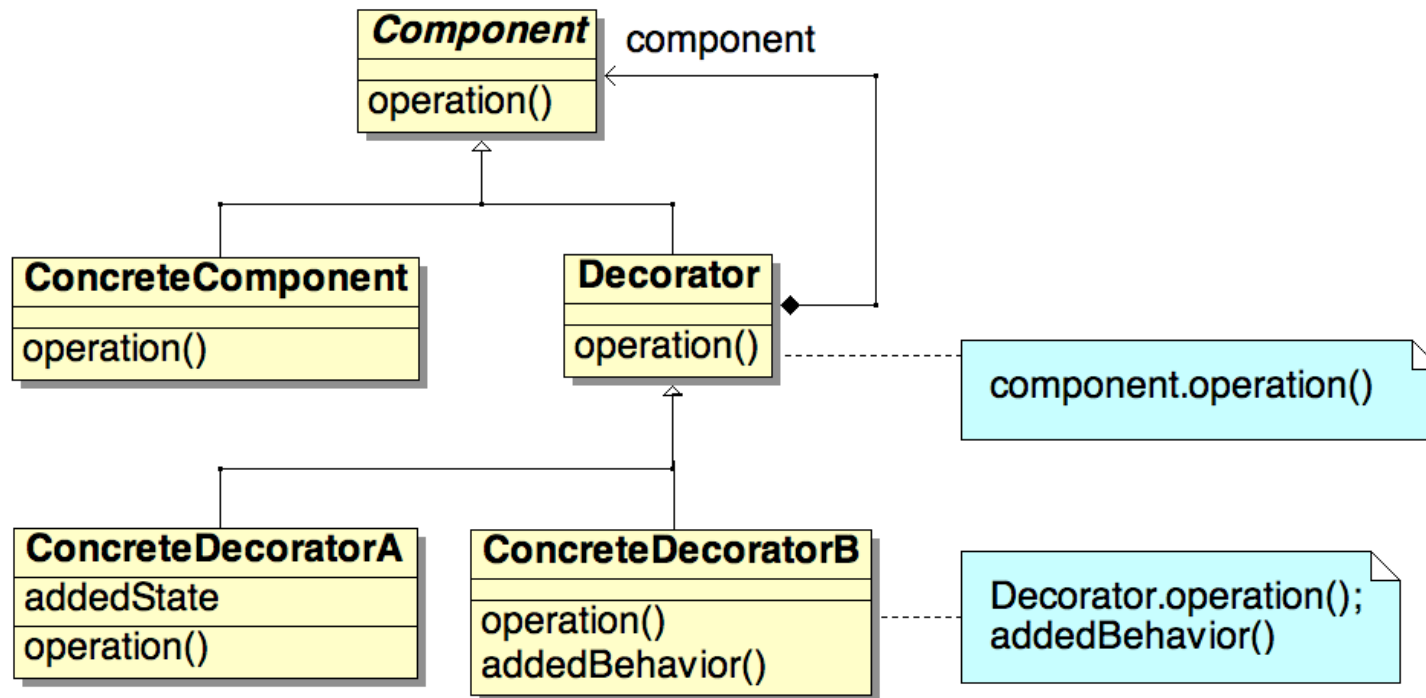 Component
component
operation()
ConcreteComponent
operation()
Decorator
operation()
component.operation()
ConcreteDecoratorA
addedState
operation()
ConcreteDecoratorB
operation()
addedBehavior()
Decorator.operation();
addedBehavior()